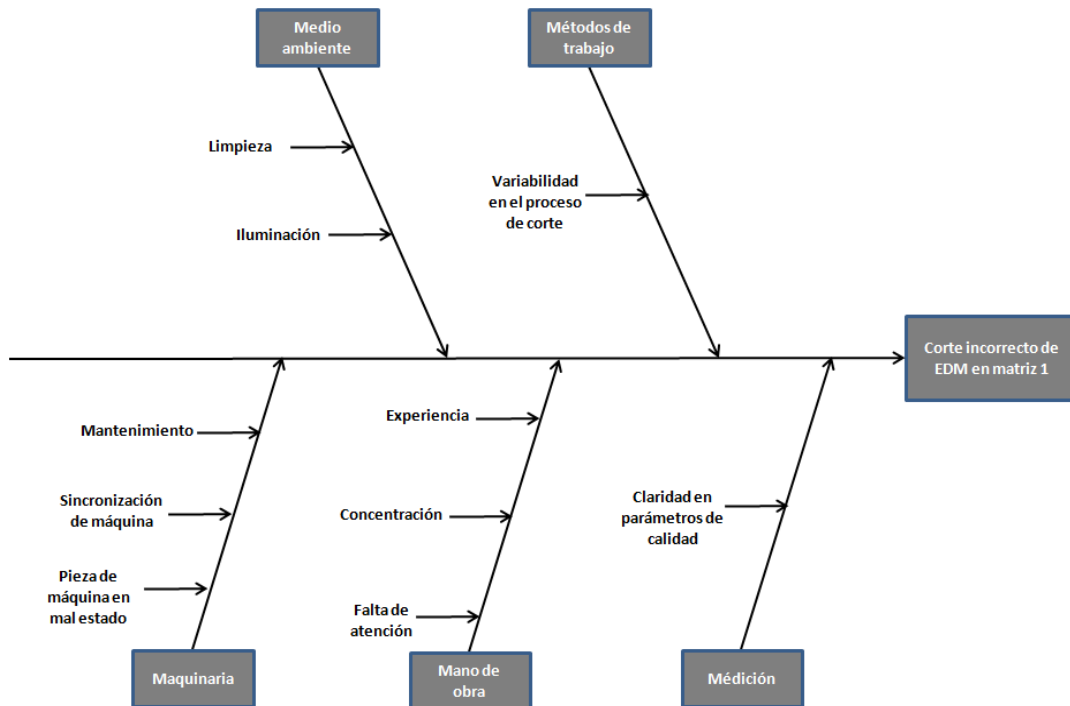 Medio
ambiente
Métodos de
trabajo
Limpieza
Iluminación
Variabilidad
en el proceso
de corte
Corte incorrecto de
EDM en matriz 1
Mantenimiento
Sincronización
de máquina
Pieza de
máquina en
mal estado
Experiencia
Concentración
Falta de
atención
Claridad en
parámetros de
calidad
Maquinaria
Mano de
obra
Médición